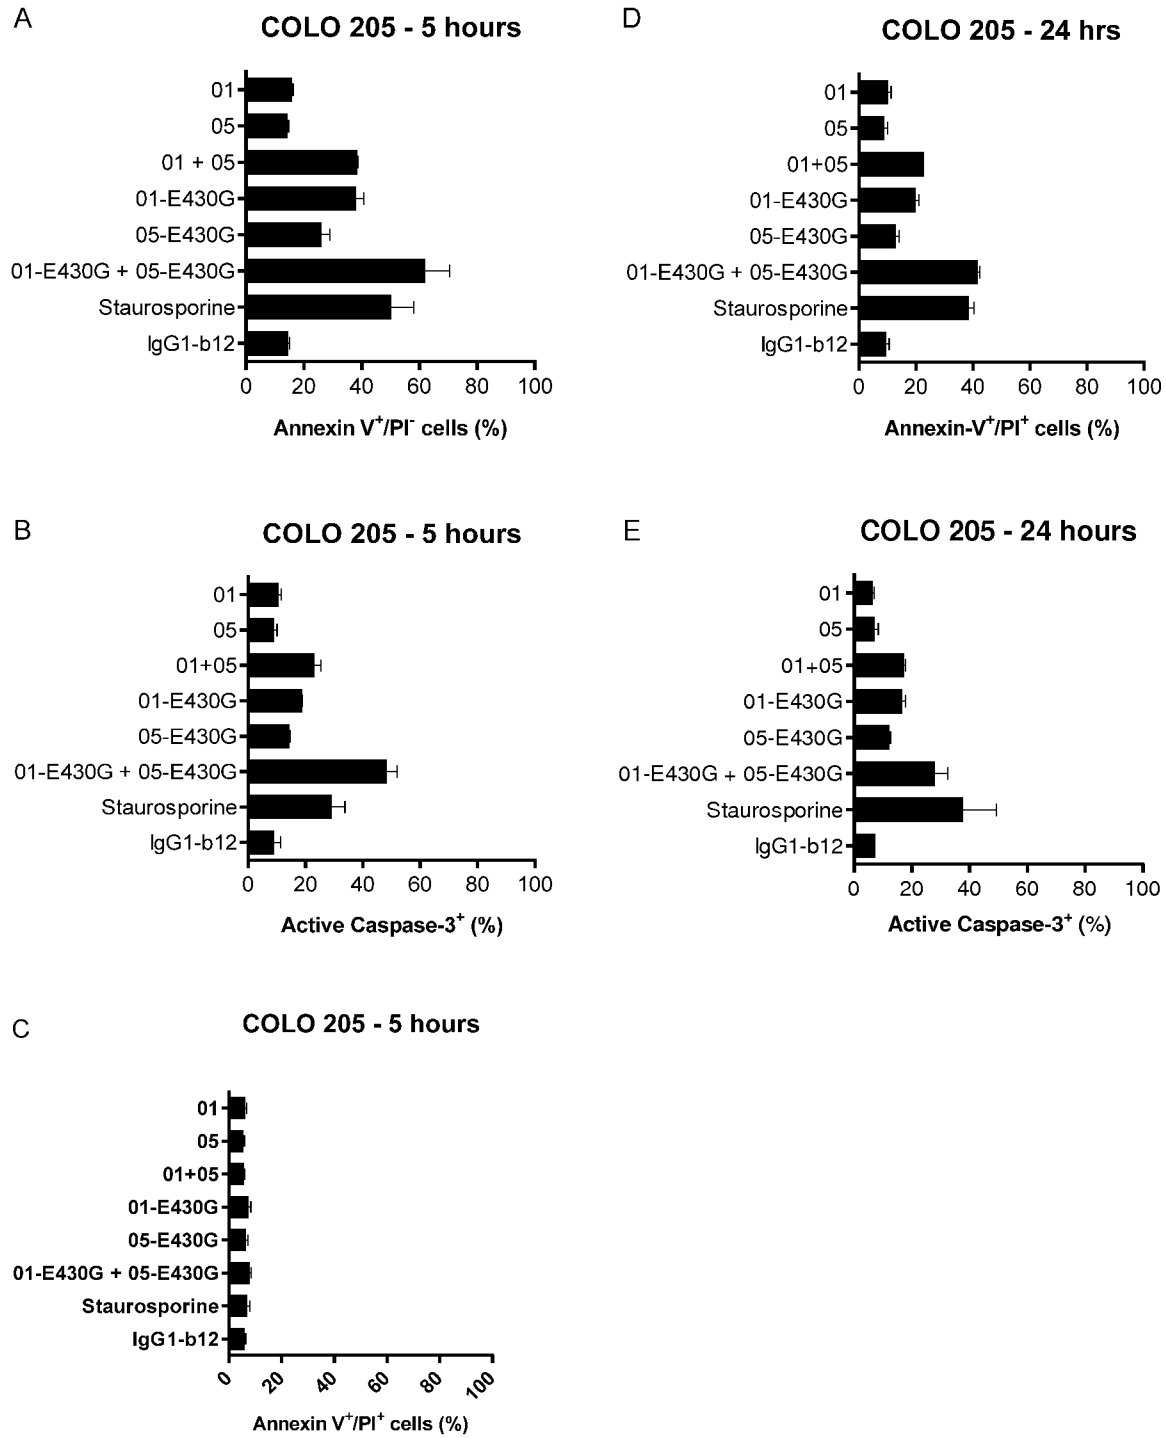 A
COLO 205 - 5 hours
01
05
01 + 05
01-E430G
05-E430G
01-E430G + 05-E430G
Staurosporine
IgG1-b12
0 20 40 60 80 100
Annexin V⁺/PI⁻ cells (%)
D
COLO 205 - 24 hrs
01
05
01+05
01-E430G
05-E430G
01-E430G + 05-E430G
Staurosporine
IgG1-b12
0 20 40 60 80 100
Annexin-V⁺/PI⁺ cells (%)
B
COLO 205 - 5 hours
01
05
01+05
01-E430G
05-E430G
01-E430G + 05-E430G
Staurosporine
IgG1-b12
0 20 40 60 80 100
Active Caspase-3⁺ (%)
E
COLO 205 - 24 hours
01
05
01+05
01-E430G
05-E430G
01-E430G + 05-E430G
Staurosporine
IgG1-b12
0 20 40 60 80 100
Active Caspase-3⁺ (%)
C
COLO 205 - 5 hours
01
05
01+05
01-E430G
05-E430G
01-E430G + 05-E430G
Staurosporine
IgG1-b12
0 20 40 60 80 100
Annexin V⁺/PI⁺ cells (%)